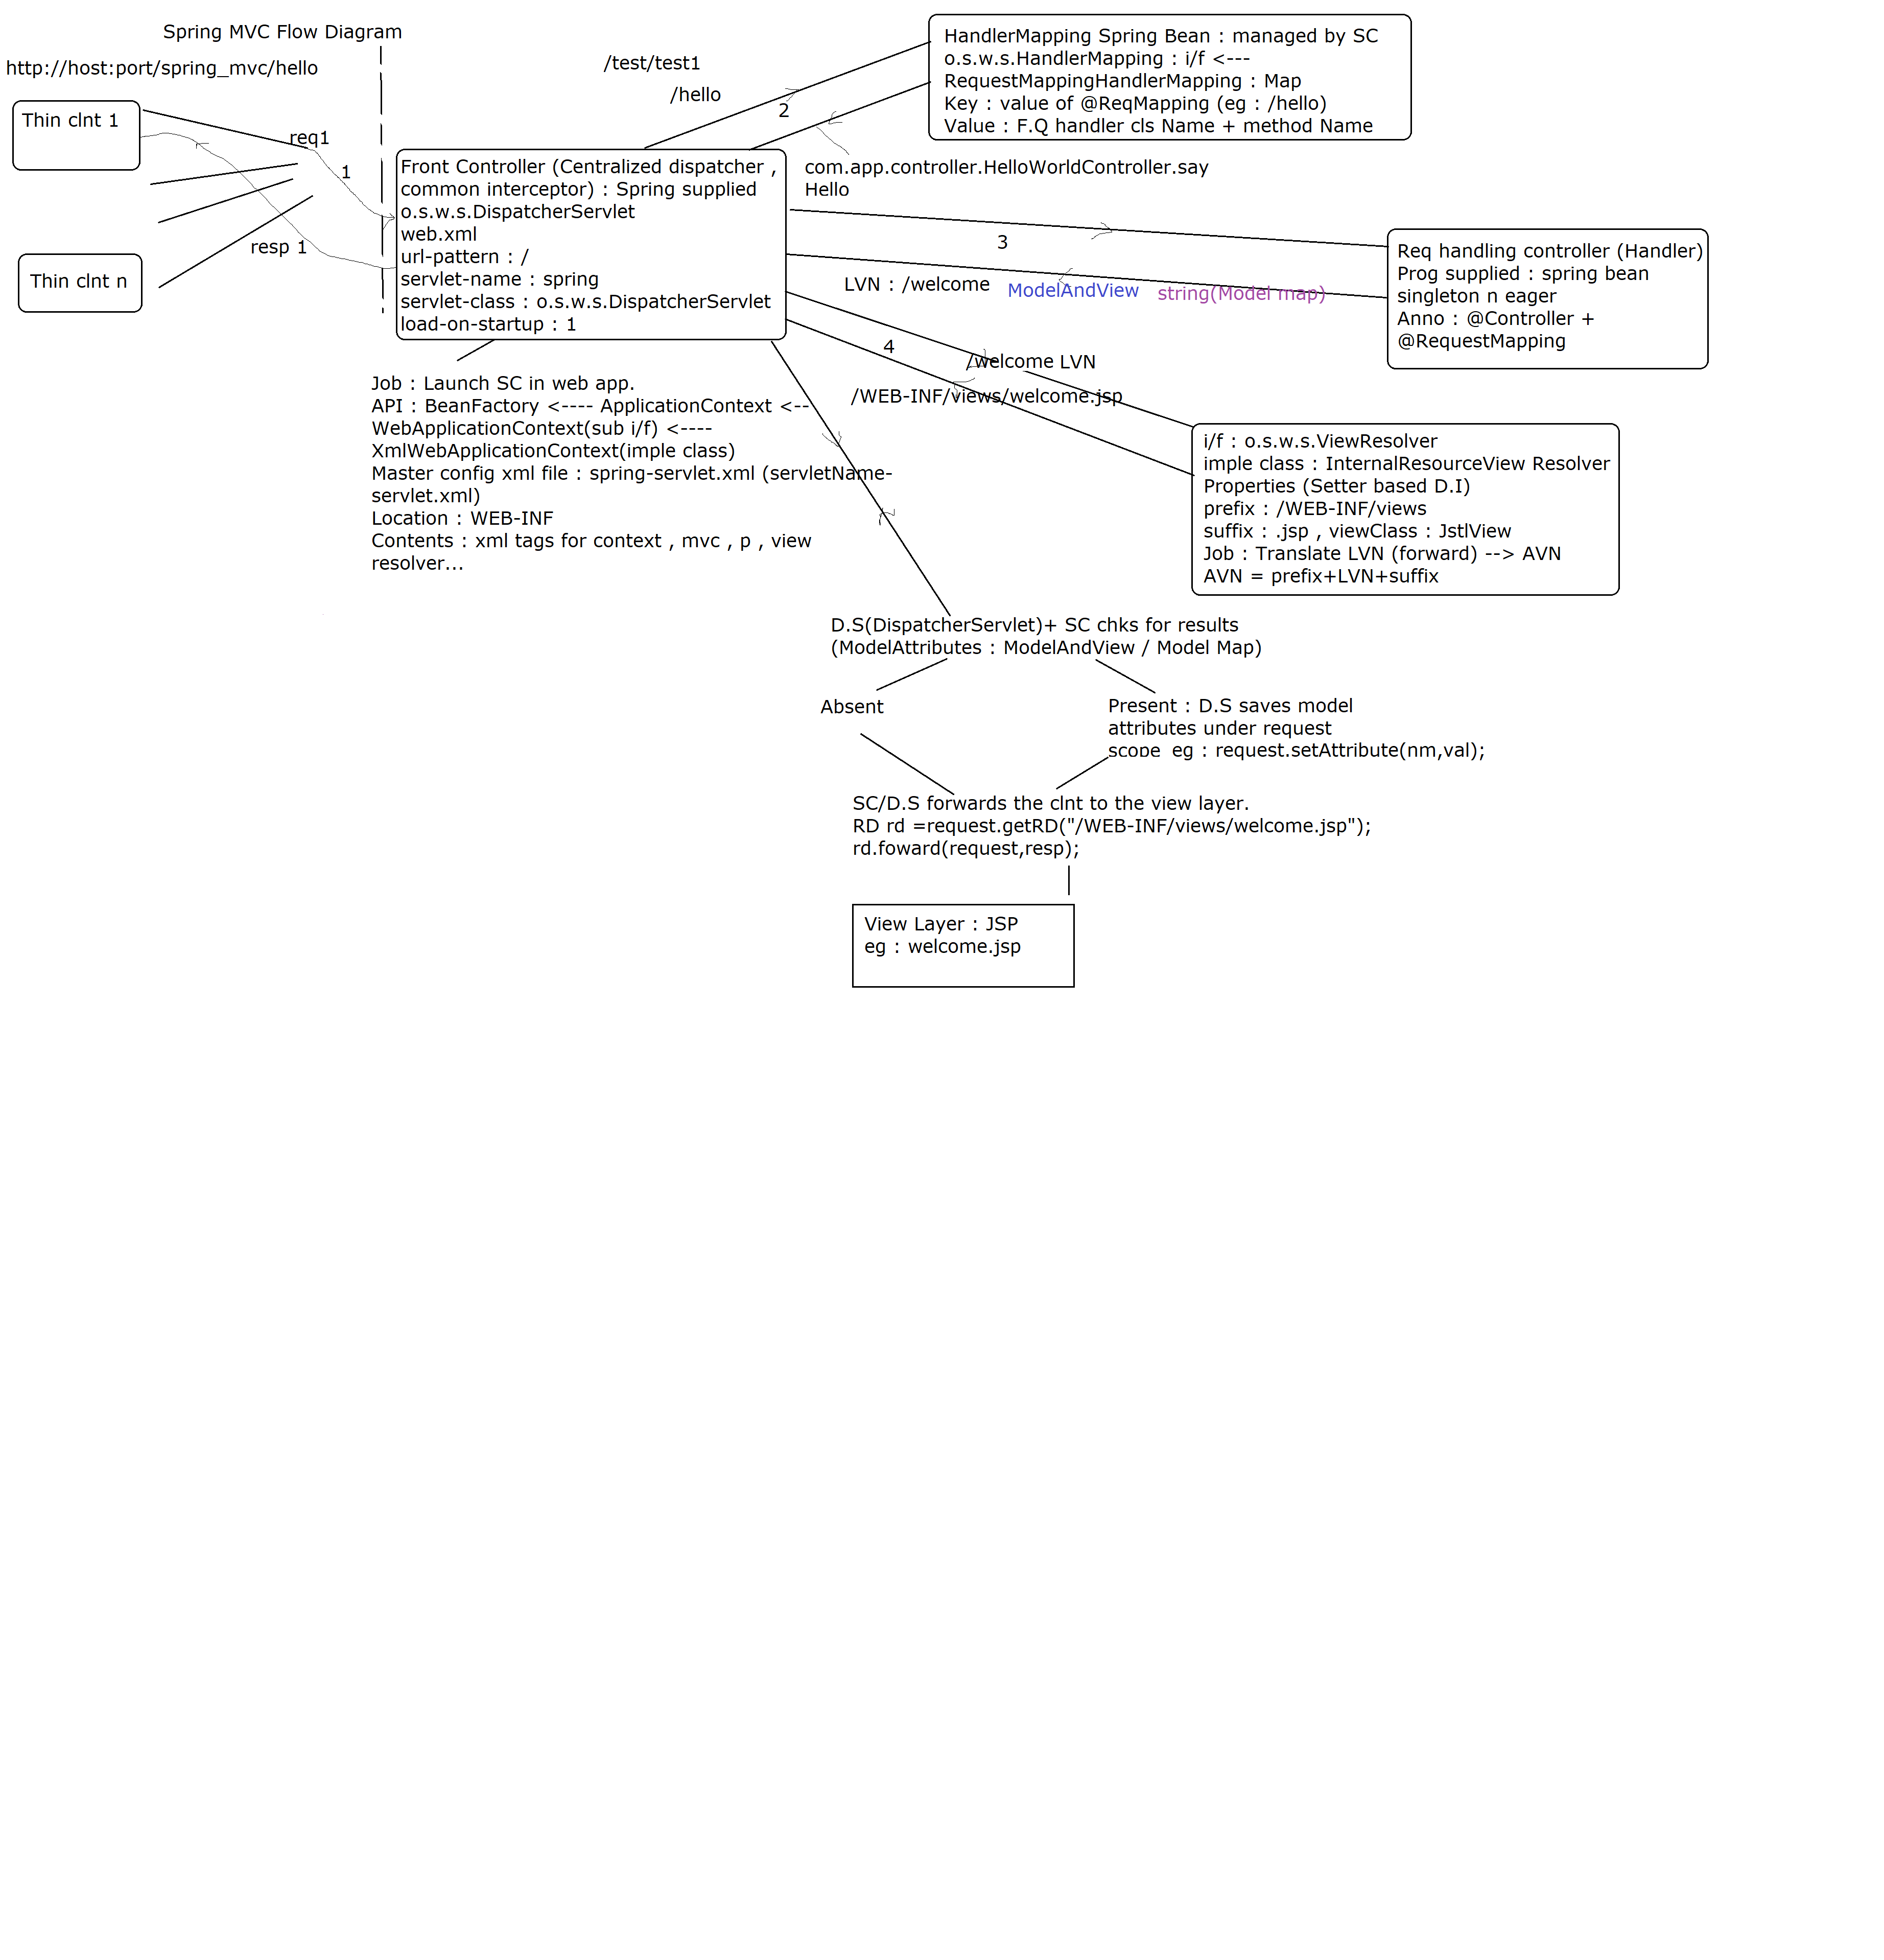 Spring MVC Flow Diagram
http://host:port/spring_mvc/hello
Thin clnt 1
req1
1
resp 1
Thin clnt n
/test/test1
/hello
2
HandlerMapping Spring Bean : managed by SC
o.s.w.s.HandlerMapping : i/f <---
RequestMappingHandlerMapping : Map
Key : value of @ReqMapping (eg : /hello)
Value : F.Q handler cls Name + method Name
Front Controller (Centralized dispatcher ,
common interceptor) : Spring supplied
o.s.w.s.DispatcherServlet
web.xml
url-pattern : /
servlet-name : spring
servlet-class : o.s.w.s.DispatcherServlet
load-on-startup : 1
com.app.controller.HelloWorldController.say
Hello
3
LVN : /welcome
ModelAndView
string(Model map)
Req handling controller (Handler)
Prog supplied : spring bean
singleton n eager
Anno : @Controller +
@RequestMapping
4
/welcome LVN
/WEB-INF/views/welcome.jsp
Job : Launch SC in web app.
API : BeanFactory <---- ApplicationContext <--
WebApplicationContext(sub i/f) <----
XmlWebApplicationContext(imple class)
Master config xml file : spring-servlet.xml (servletName-
servlet.xml)
Location : WEB-INF
Contents : xml tags for context , mvc , p , view
resolver...
i/f : o.s.w.s.ViewResolver
imple class : InternalResourceView Resolver
Properties (Setter based D.I)
prefix : /WEB-INF/views
suffix : .jsp , viewClass : JstlView
Job : Translate LVN (forward) --> AVN
AVN = prefix+LVN+suffix
D.S(DispatcherServlet)+ SC chks for results
(ModelAttributes : ModelAndView / Model Map)
Absent
Present : D.S saves model
attributes under request
scope eg : request.setAttribute(nm,val);
SC/D.S forwards the clnt to the view layer.
RD rd =request.getRD("/WEB-INF/views/welcome.jsp");
rd.foward(request,resp);
View Layer : JSP
eg : welcome.jsp